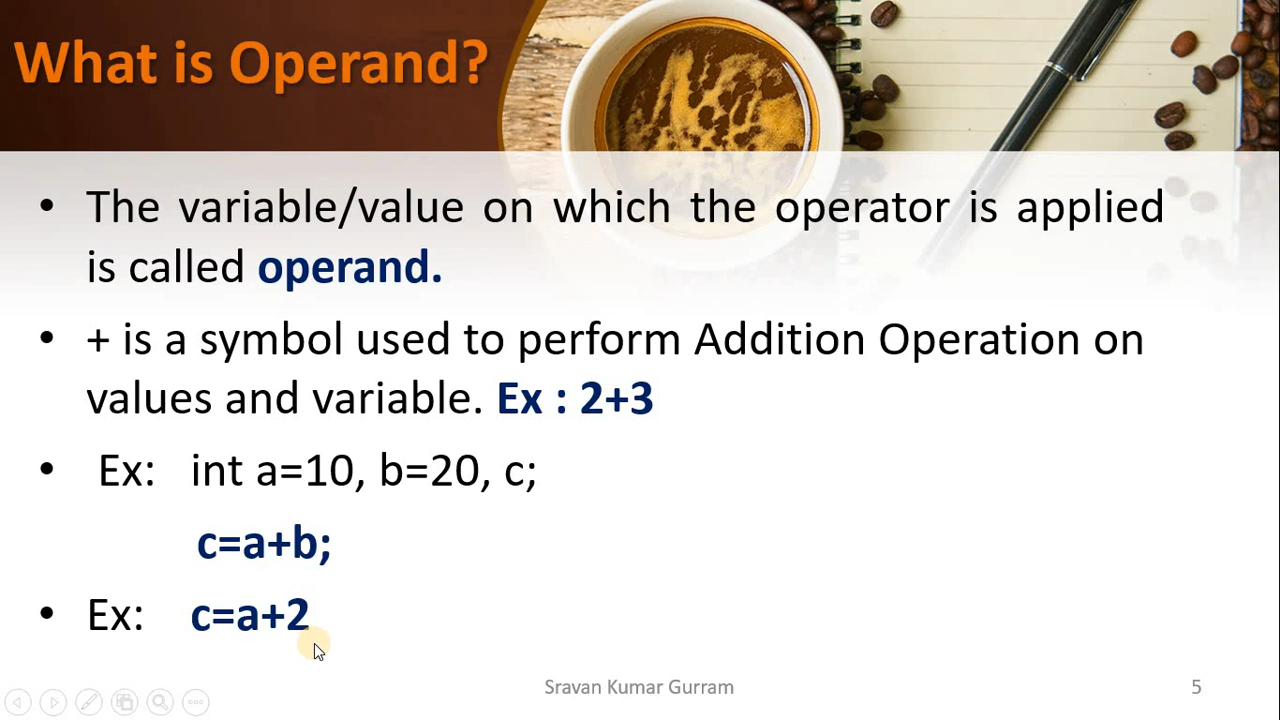 What is Operand?
• The variable/value on which the operator is applied
is called operand.
• + is a symbol used to perform Addition Operation on
values and variable. Ex : 2+3
• Ex: int a=10, b=20, c;
c=a+b;
• Ex: c=a+2
Sravan Kumar Gurram
5